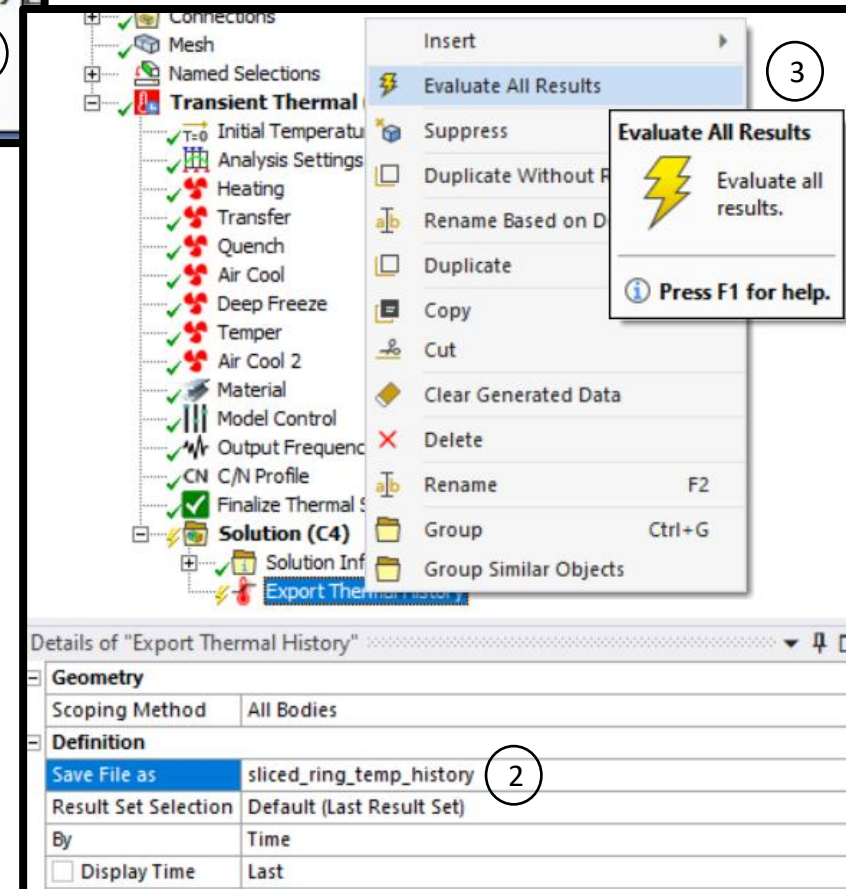 Connections
Mesh
Named Selections
Transient Thermal (
T=0 Initial Temperatu
Analysis Settings
Heating
Transfer
Quench
Air Cool
Deep Freeze
Temper
Air Cool 2
Material
Model Control
Output Frequenc
CN C/N Profile
Finalize Thermal S
Solution (C4)
Solution Inf
Export Thermal History
Insert
Evaluate All Results
3
Suppress
Duplicate Without R
ab Rename Based on D
Duplicate
Copy
Cut
Clear Generated Data
Delete
ab Rename F2
Group Ctrl+G
Group Similar Objects
Evaluate All Results
Evaluate all
results.
Press F1 for help.
Details of "Export Thermal History"
Geometry
Scoping Method All Bodies
Definition
Save File as sliced_ring_temp_history 2
Result Set Selection Default (Last Result Set)
By Time
Display Time Last